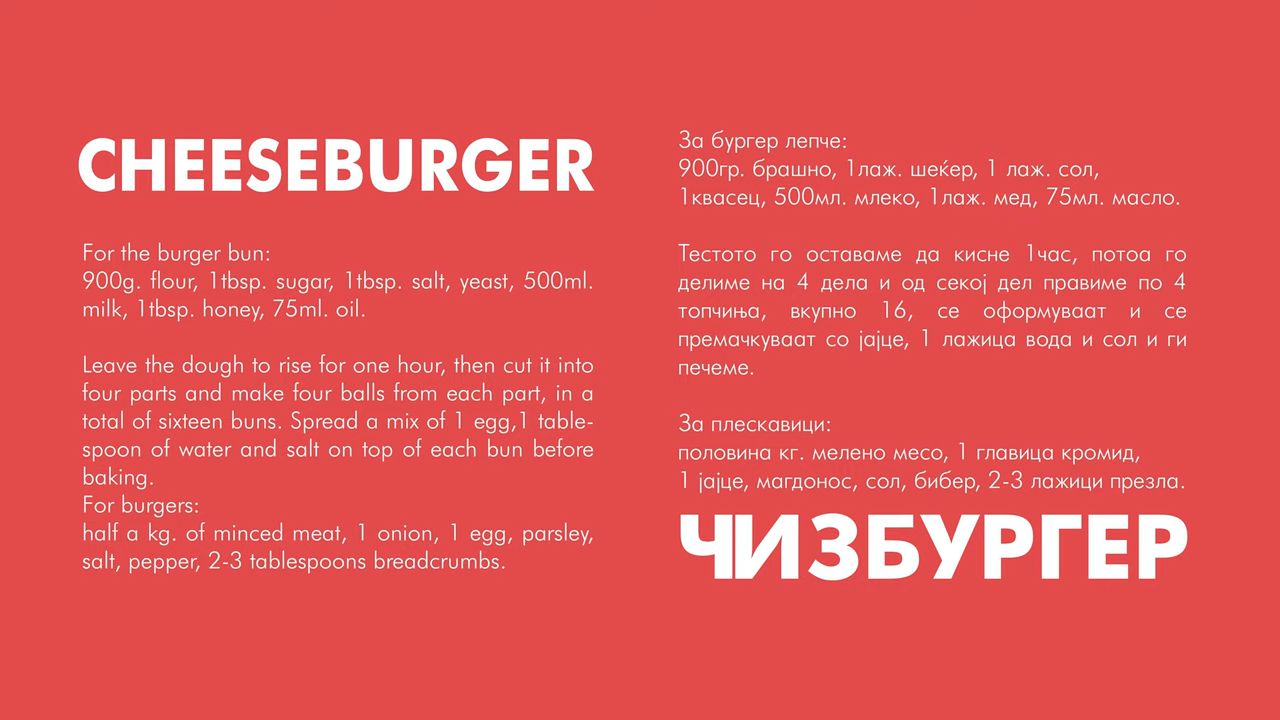 CHEESEBURGER
For the burger bun:
900g. flour, 1tbsp. sugar, 1tbsp. salt, yeast, 500ml.
milk, 1tbsp. honey, 75ml. oil.
Leave the dough to rise for one hour, then cut it into
four parts and make four balls from each part, in a
total of sixteen buns. Spread a mix of 1 egg,1 table-
spoon of water and salt on top of each bun before
baking.
For burgers:
half a kg. of minced meat, 1 onion, 1 egg, parsley,
salt, pepper, 2-3 tablespoons breadcrumbs.
За бургер лепче:
900гр. брашно, 1лаж. шеќер, 1 лаж. сол,
1квасец, 500мл. млеко, 1лаж. мед, 75мл. масло.
Тестото го оставаме да кисне 1час, потоа го
делиме на 4 дела и од секој дел правиме по 4
топчиња, вкупно 16, се оформуваат и се
премачкуваат со јајце, 1 лажица вода и сол и ги
печеме.
За плескавици:
половина кг. мелено месо, 1 главица кромид,
1 јајце, магдонос, сол, бибер, 2-3 лажици презла.
ЧИЗБУРГЕР